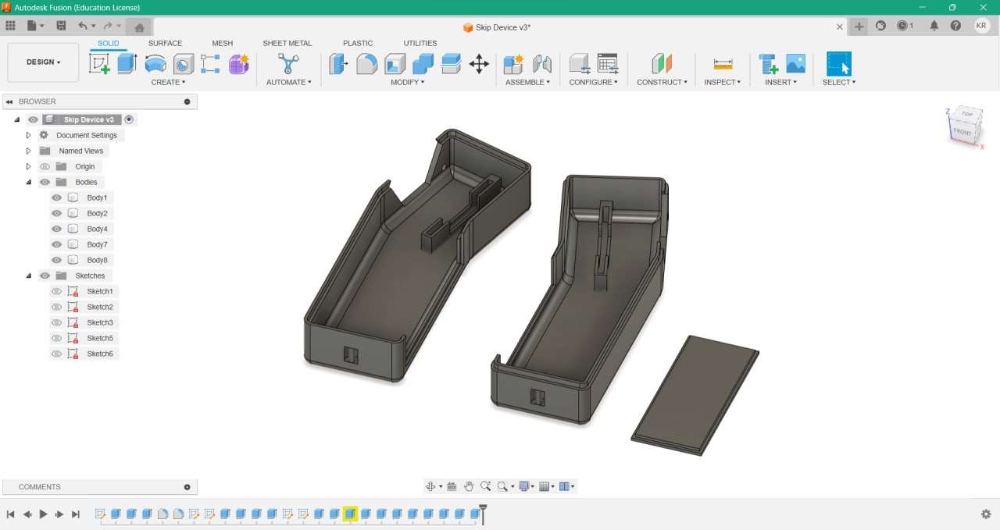 Autodesk Fusion (Education License)
Skip Device v3*
1
KR
DESIGN
SOLID SURFACE MESH SHEET METAL PLASTIC UTILITIES
CREATE AUTOMATE MODIFY ASSEMBLE CONFIGURE CONSTRUCT INSPECT INSERT SELECT
BROWSER
Skip Device v3
Document Settings
Named Views
Origin
Bodies
Body1
Body2
Body4
Body7
Body8
Sketches
Sketch1
Sketch2
Sketch3
Sketch5
Sketch6
Z
TOP
FRONT
X
COMMENTS